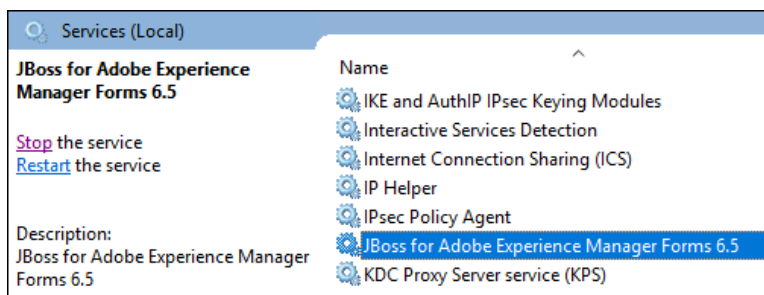 Services (Local)
JBoss for Adobe Experience
Manager Forms 6.5
Stop the service
Restart the service
Description:
JBoss for Adobe Experience Manager
Forms 6.5
Name
IKE and AuthIP IPsec Keying Modules
Interactive Services Detection
Internet Connection Sharing (ICS)
IP Helper
IPsec Policy Agent
JBoss for Adobe Experience Manager Forms 6.5
KDC Proxy Server service (KPS)